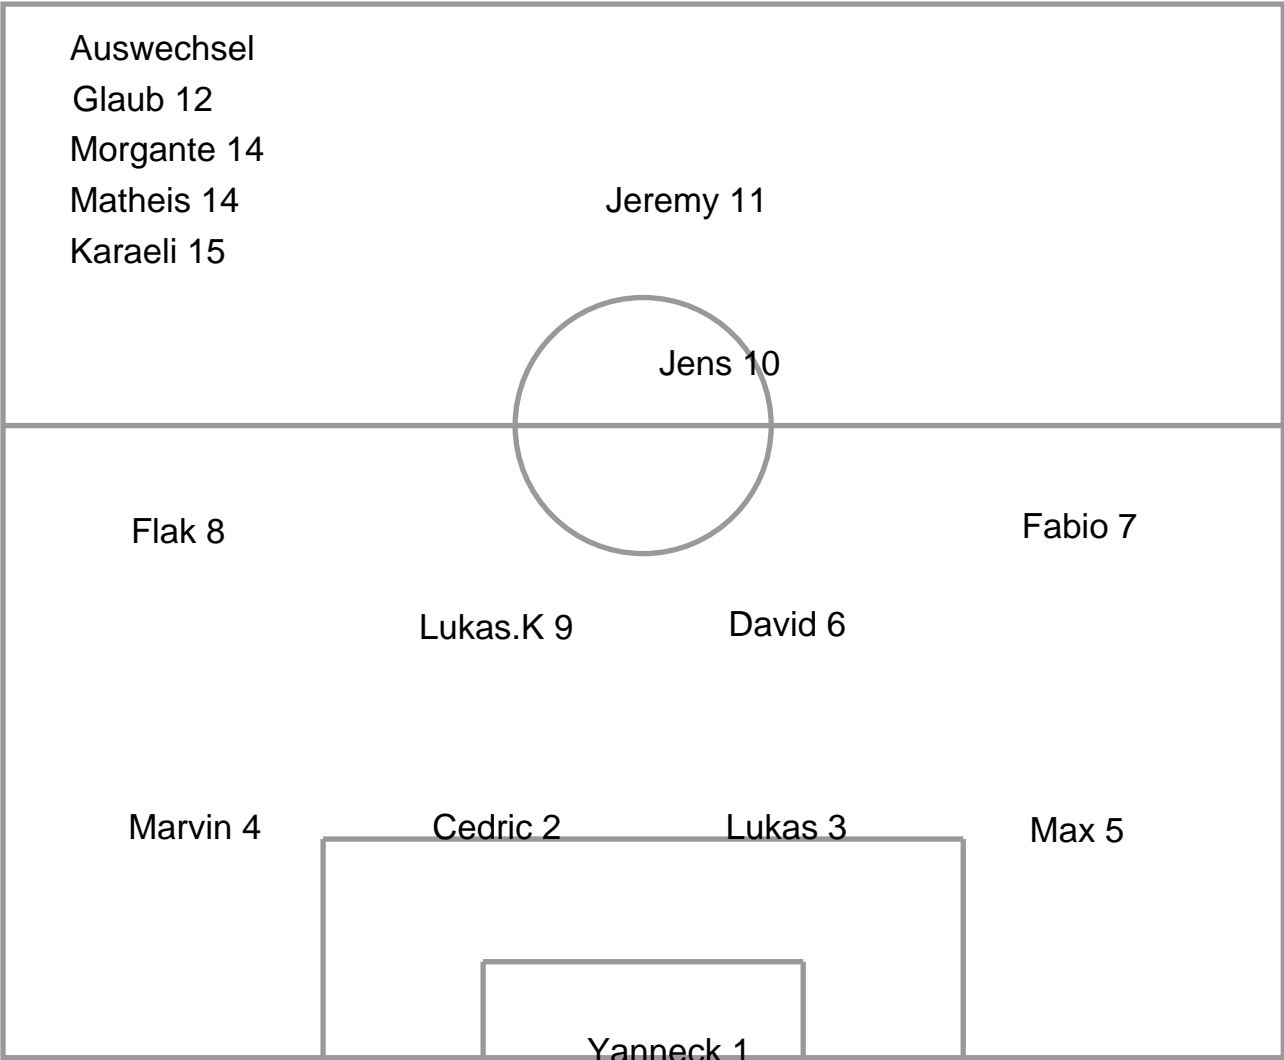 Auswechsel
Glaub 12
Morgante 14
Matheis 14
Karaeli 15
Jeremy 11
Jens 10
Flak 8
Fabio 7
Lukas.K 9
David 6
Marvin 4
Cedric 2
Lukas 3
Max 5
Yanneck 1